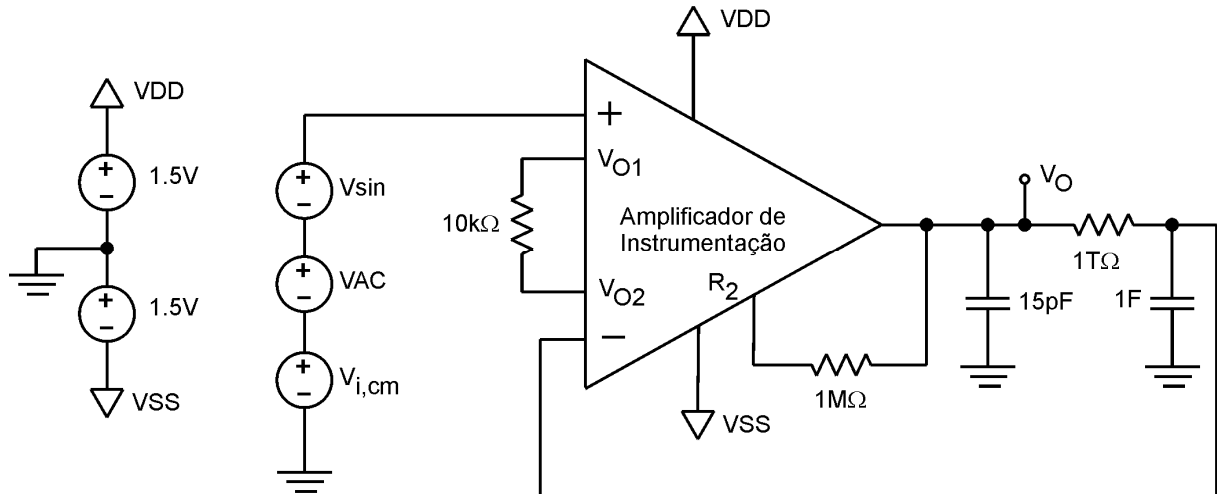 VDD
1.5V
1.5V
VSS
Vsin
VAC
Vi,cm
10kΩ
VDD
+
VO1
Amplificador de
Instrumentação
VO2
R2
−
VSS
1MΩ
VO
15pF
1TΩ
1F